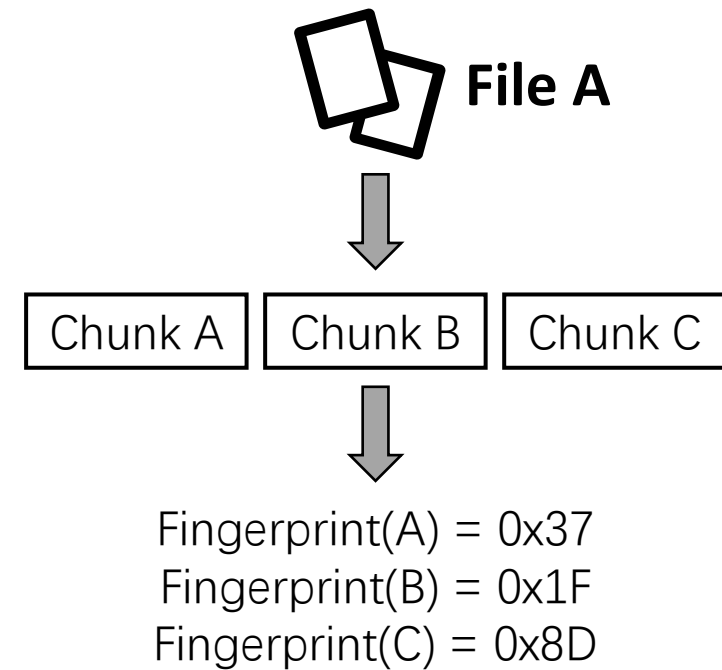 File A
Chunk A
Chunk B
Chunk C
Fingerprint(A) = 0x37
Fingerprint(B) = 0x1F
Fingerprint(C) = 0x8D